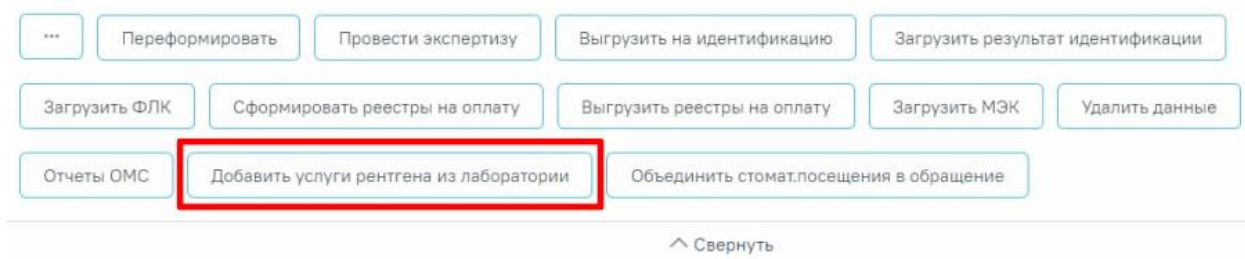 ... Переформировать Провести экспертизу Выгрузить на идентификацию Загрузить результат идентификации
Загрузить ФЛК Сформировать реестры на оплату Выгрузить реестры на оплату Загрузить МЭК Удалить данные
Отчеты ОМС Добавить услуги рентгена из лаборатории Объединить стомат.посещения в обращение
Свернуть